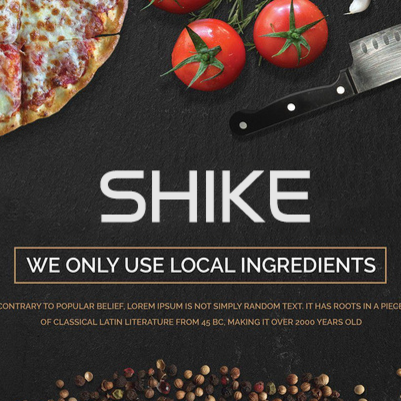 SHIKE
WE ONLY USE LOCAL INGREDIENTS
CONTRARY TO POPULAR BELIEF, LOREM IPSUM IS NOT SIMPLY RANDOM TEXT. IT HAS ROOTS IN A PIECE
OF CLASSICAL LATIN LITERATURE FROM 45 BC, MAKING IT OVER 2000 YEARS OLD